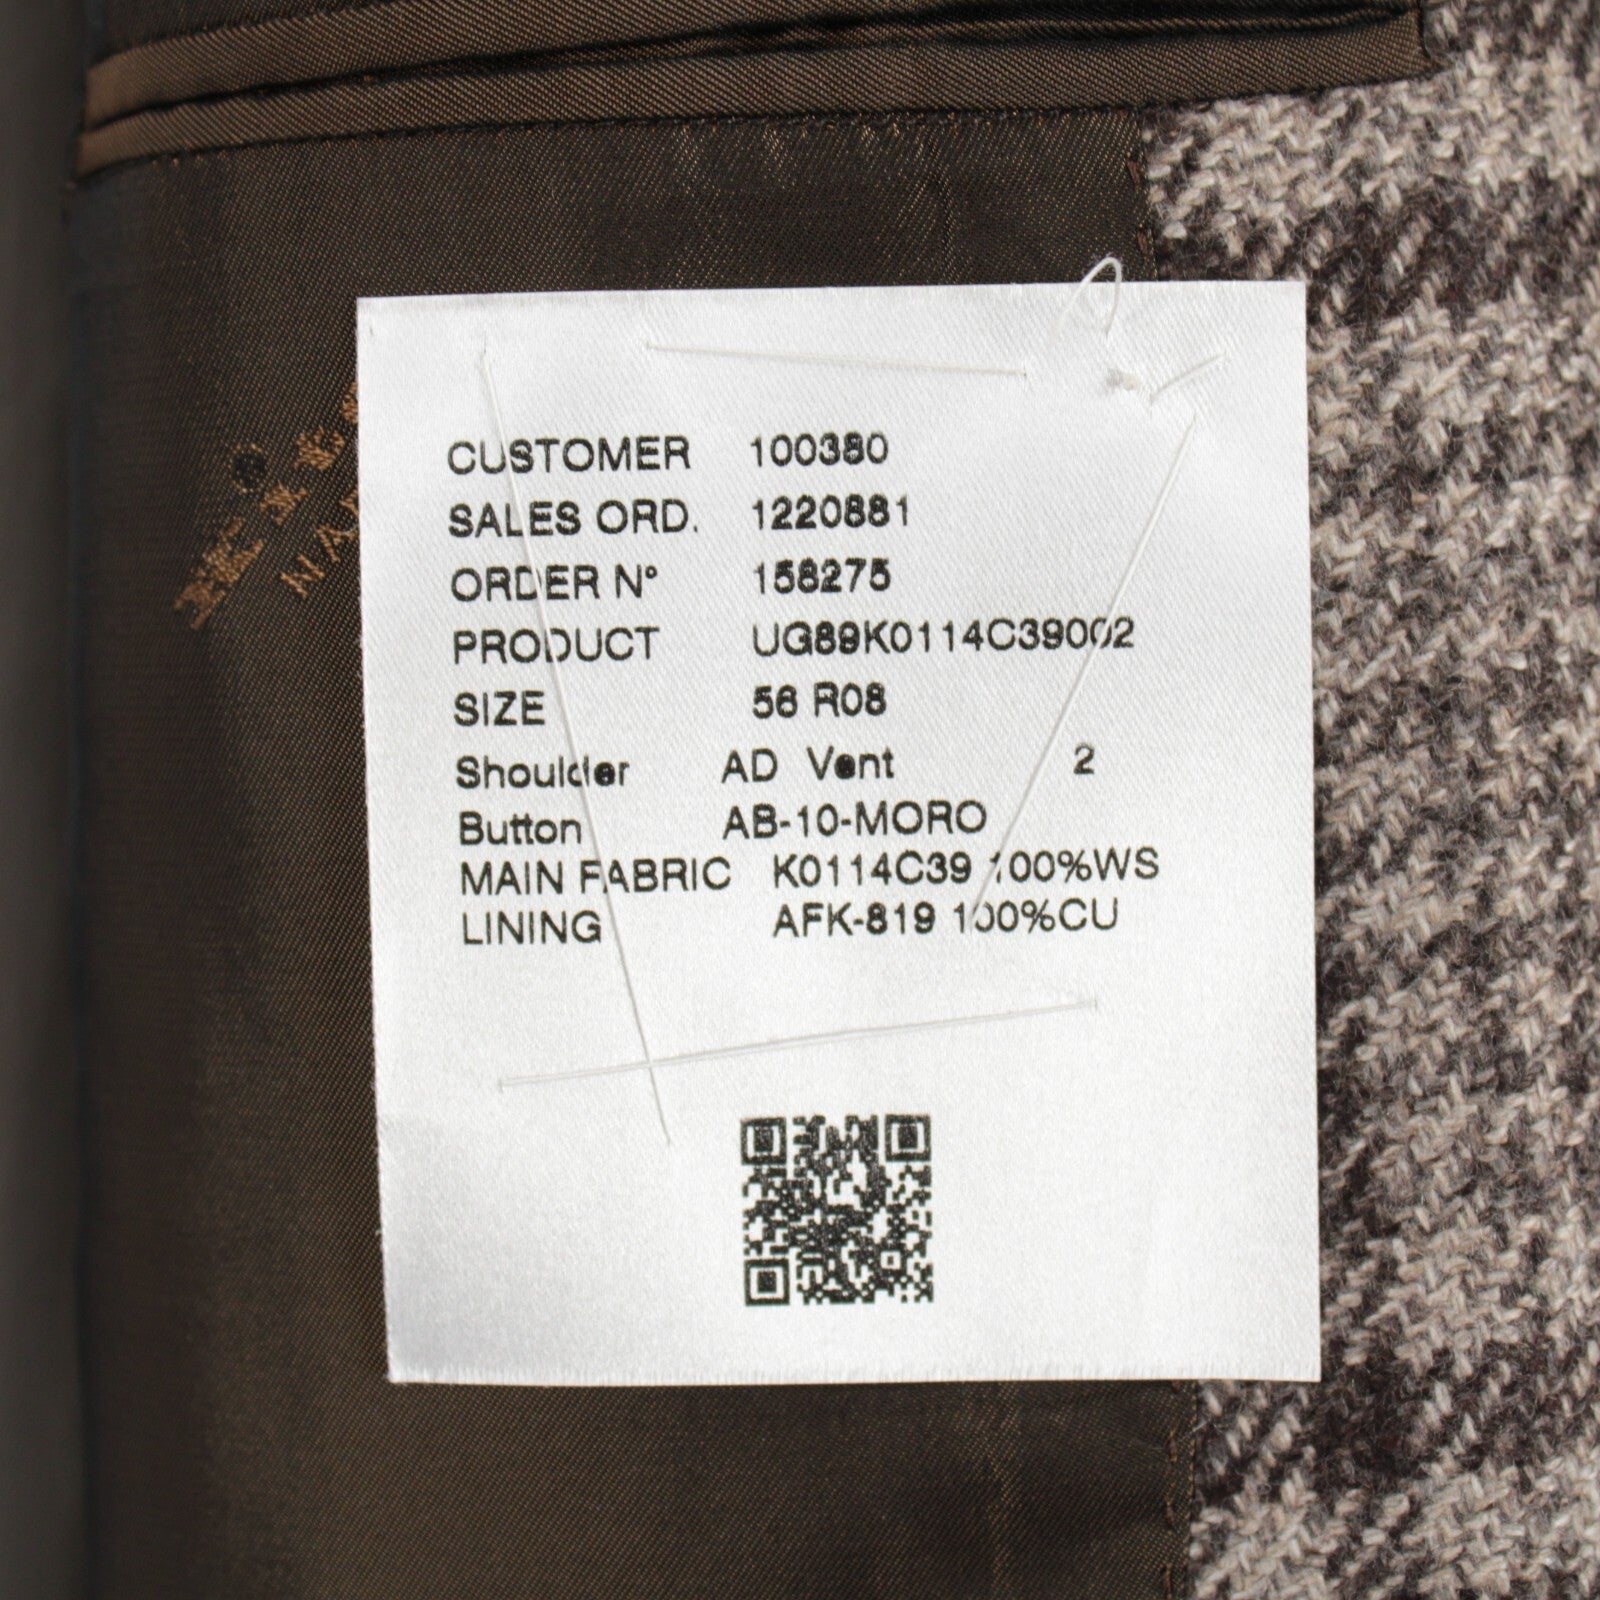 CUSTOMER 100380
SALES ORD. 1220881
ORDER N° 158275
PRODUCT UG89K0114C39002
SIZE 56 R08
Shoulder AD Vent 2
Button AB-10-MORO
MAIN FABRIC K0114C39 100%WS
LINING AFK-819 100%CU